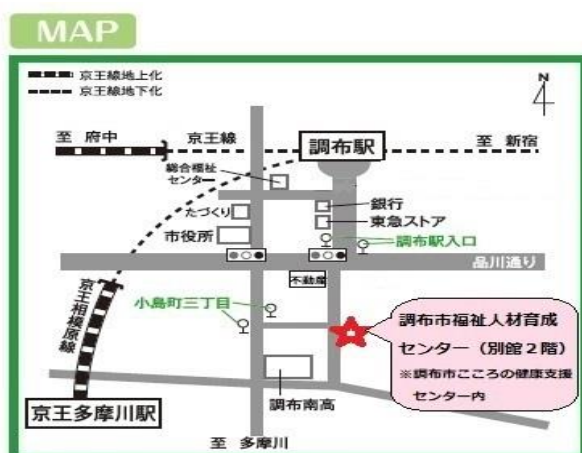 MAP
京王線地上化
京王線地下化
N
至 府中
京王線
調布駅
至 新宿
総合福祉
センター
銀行
たづくり
東急ストア
市役所
調布駅入口
品川通り
不動産
小島町三丁目
京王相模原線
調布市福祉人材育成
センター（別館２階）
※調布市こころの健康支援
センター内
調布南高
京王多摩川駅
至 多摩川